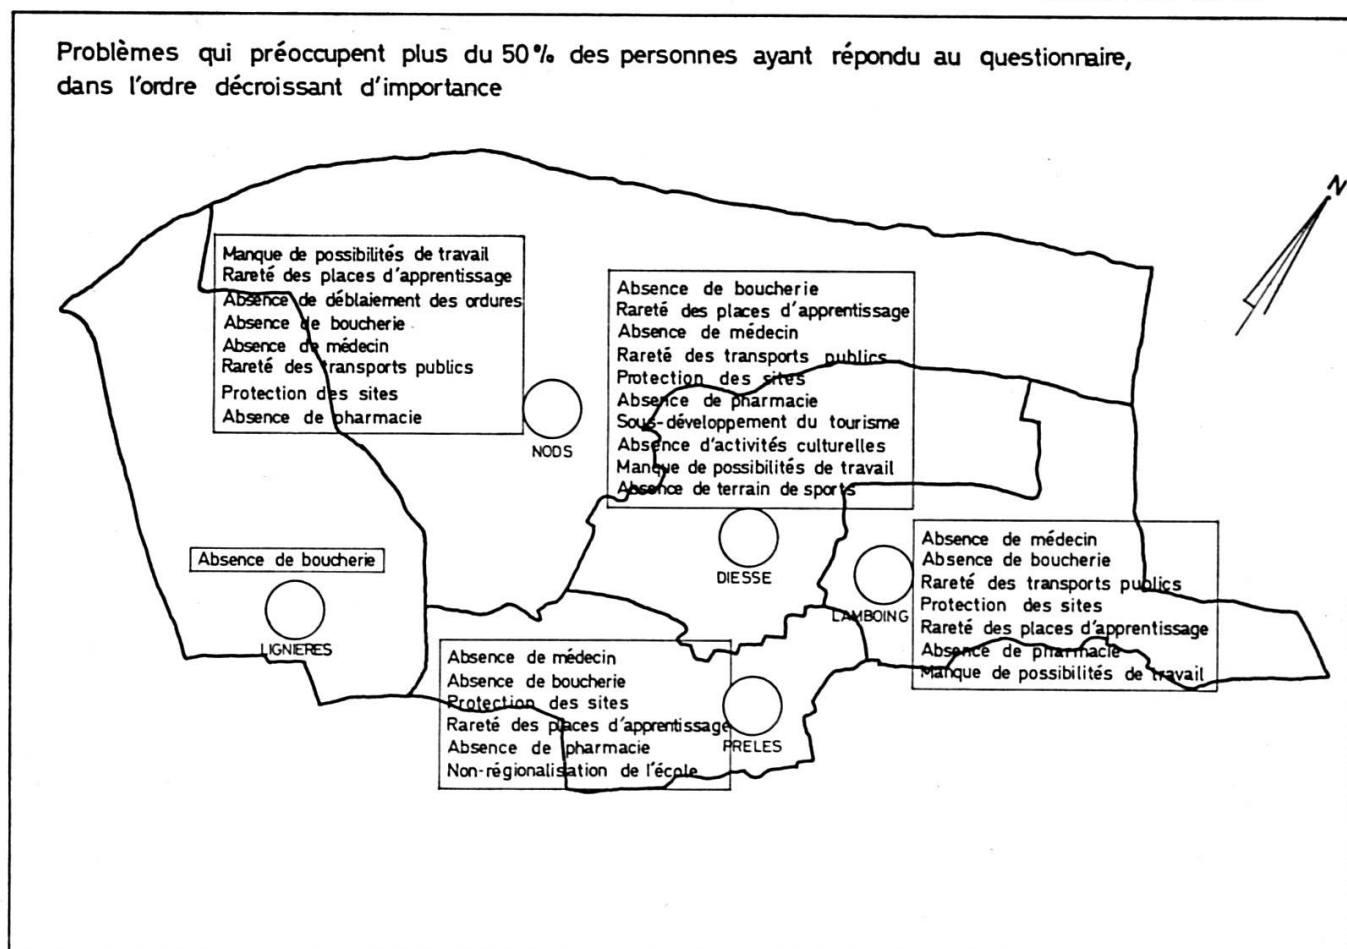 Problèmes qui préoccupent plus du 50% des personnes ayant répondu au questionnaire,
dans l'ordre décroissant d'importance
N
Manque de possibilités de travail
Rareté des places d'apprentissage
Absence de déblaiement des ordures
Absence de boucherie
Absence de médecin
Rareté des transports publics
Protection des sites
Absence de pharmacie
NODS
Absence de boucherie
Rareté des places d'apprentissage
Absence de médecin
Rareté des transports publics
Protection des sites
Absence de pharmacie
Sous-développement du tourisme
Absence d'activités culturelles
Manque de possibilités de travail
Absence de terrain de sports
DIESSE
Absence de boucherie
LIGNIERES
Absence de médecin
Absence de boucherie
Rareté des transports publics
Protection des sites
Rareté des places d'apprentissage
Absence de pharmacie
Manque de possibilités de travail
LAMBOING
Absence de médecin
Absence de boucherie
Protection des sites
Rareté des places d'apprentissage
Absence de pharmacie
Non-régionalisation de l'école
PRELES